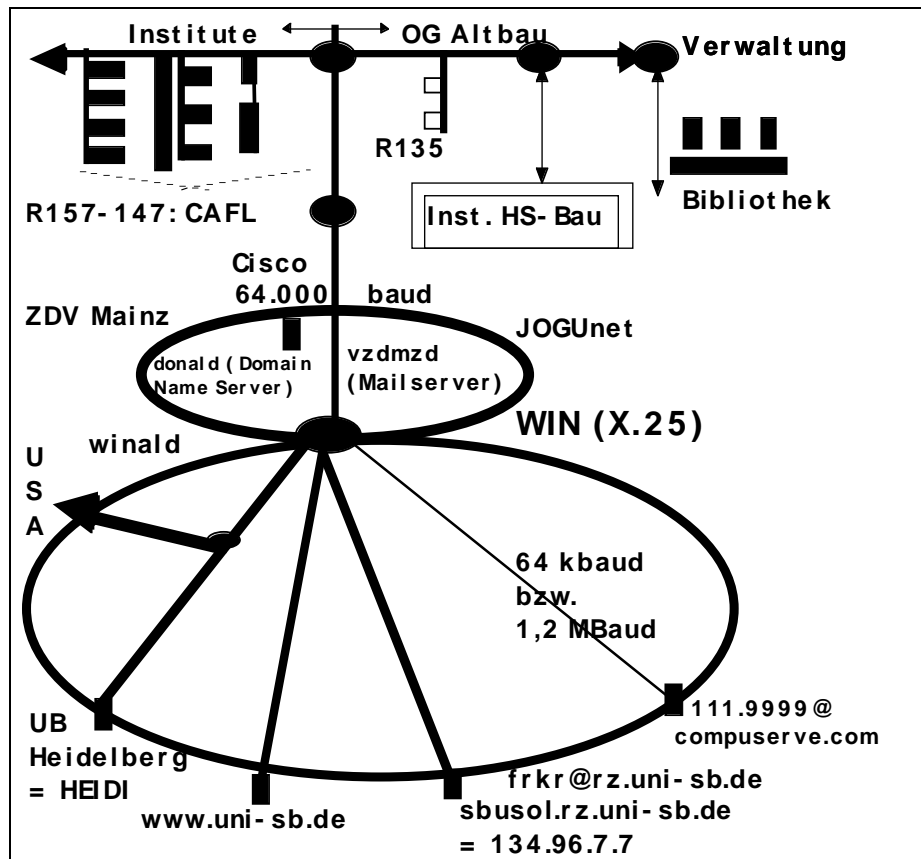 Institute
OG Altbau
Verwaltung
R135
R157-147: CAFL
Inst. HS-Bau
Bibliothek
Cisco
64.000 baud
ZDV Mainz
JOGUnet
donald (Domain
Name Server)
vzdmzd
(Mailserver)
WIN (X.25)
winald
U
S
A
64 kbaud
bzw.
1,2 MBaud
UB
Heidelberg
= HEIDI
111.9999@
compuserve.com
www.uni-sb.de
frkr@rz.uni-sb.de
sbusol.rz.uni-sb.de
= 134.96.7.7